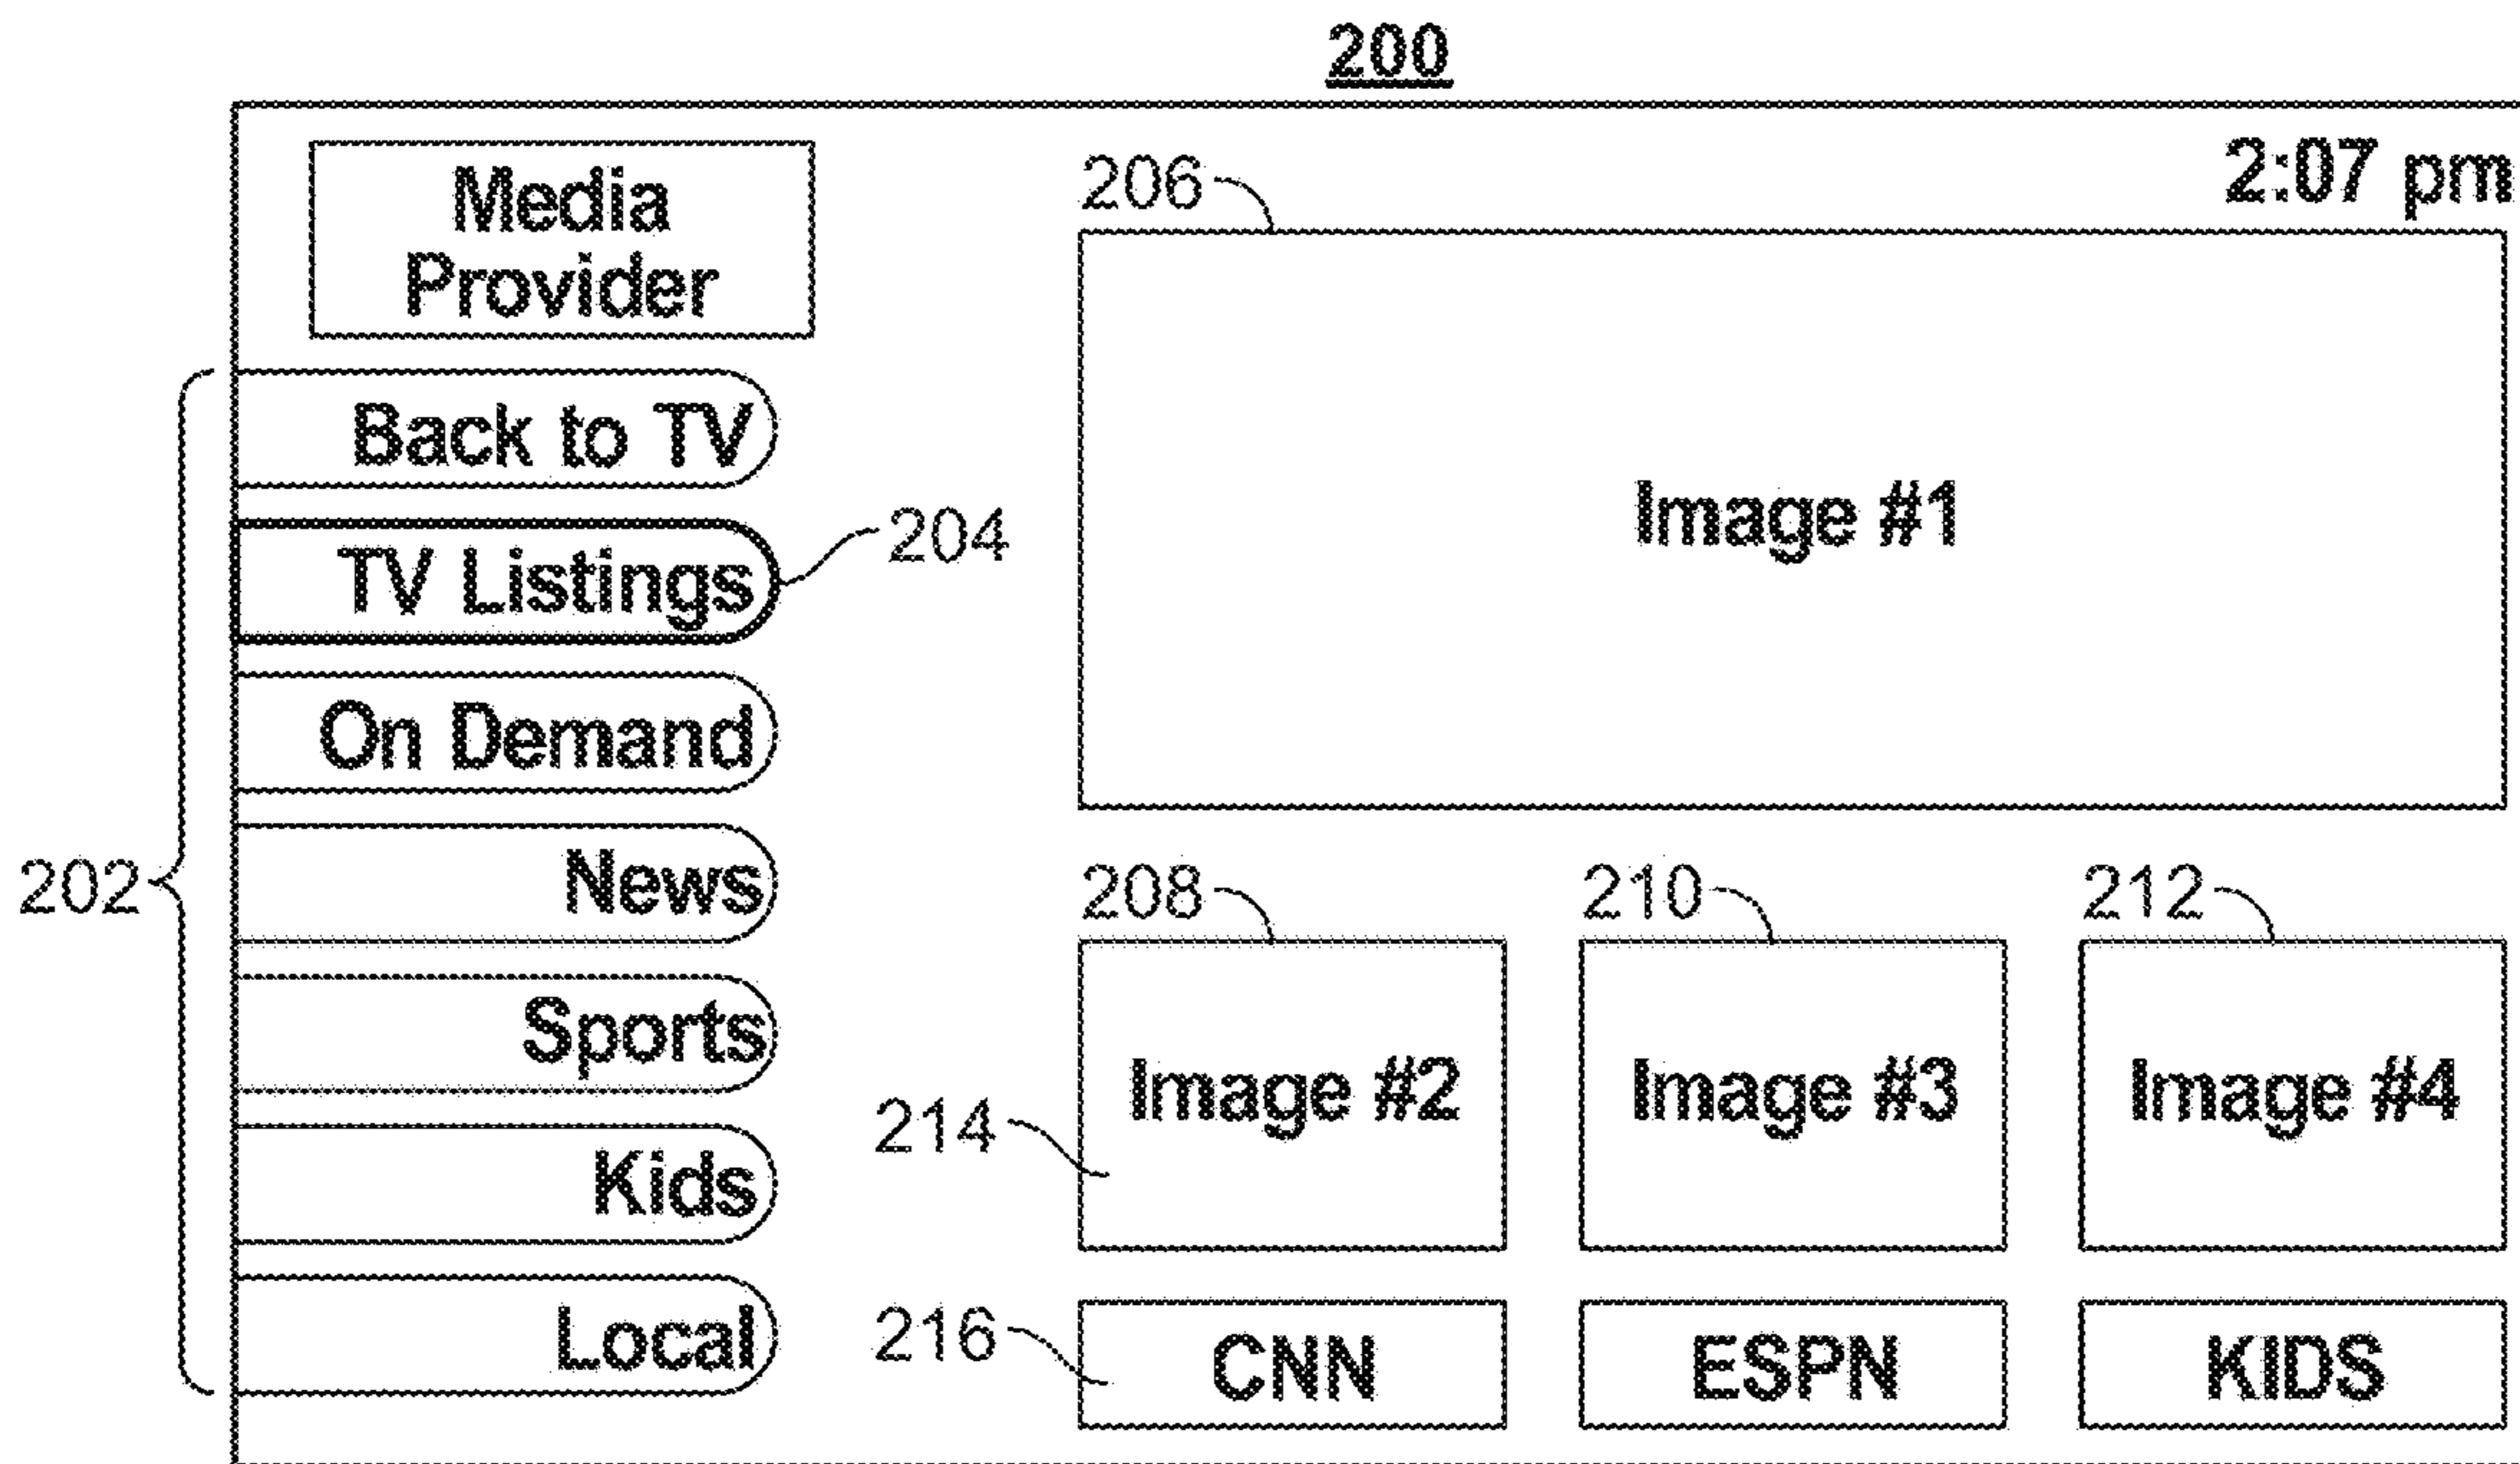 200
Media
Provider
2:07 pm
206
Back to TV
Image #1
TV Listings
204
On Demand
202
News
208
210
212
Sports
Image #2
Image #3
Image #4
214
Kids
Local
216
CNN
ESPN
KIDS